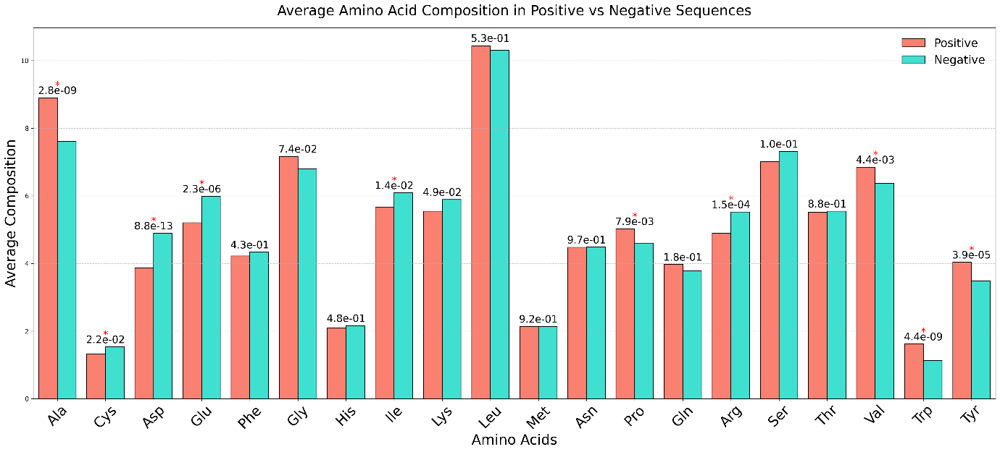 Average Amino Acid Composition in Positive vs Negative Sequences
Positive
Negative
Average Composition
10
8
6
4
2
0
*
2.8e-09
*
2.2e-02
*
8.8e-13
*
2.3e-06
4.3e-01
7.4e-02
4.8e-01
*
1.4e-02
4.9e-02
5.3e-01
9.2e-01
9.7e-01
*
7.9e-03
1.8e-01
*
1.5e-04
1.0e-01
8.8e-01
*
4.4e-03
*
4.4e-09
*
3.9e-05
Ala Cys Asp Glu Phe Gly His Ile Lys Leu Met Asn Pro Gln Arg Ser Thr Val Trp Tyr
Amino Acids